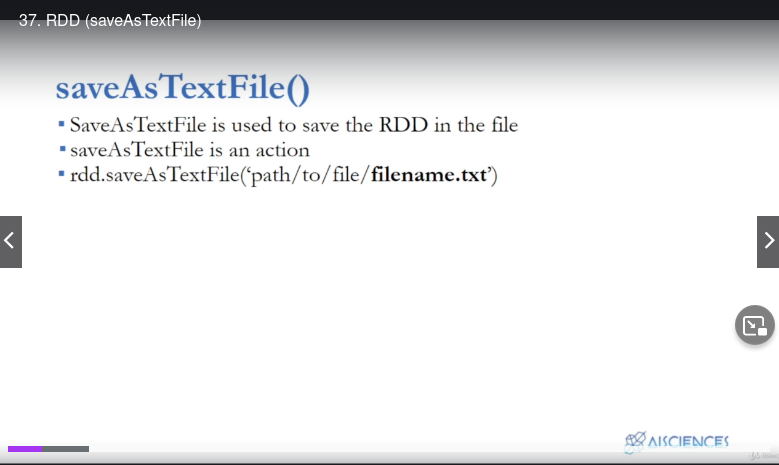 37. RDD (saveAsTextFile)
saveAsTextFile()
▪ SaveAsTextFile is used to save the RDD in the file
▪ saveAsTextFile is an action
▪ rdd.saveAsTextFile(‘path/to/file/filename.txt’)
AISCIENCES